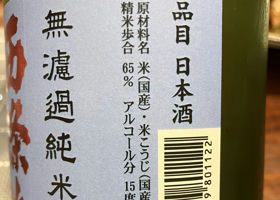 品目 日本酒
原材料名 米(国産)・米こうじ(国産
精米歩合 65% アルコール分 15度
無濾過純米
9801122